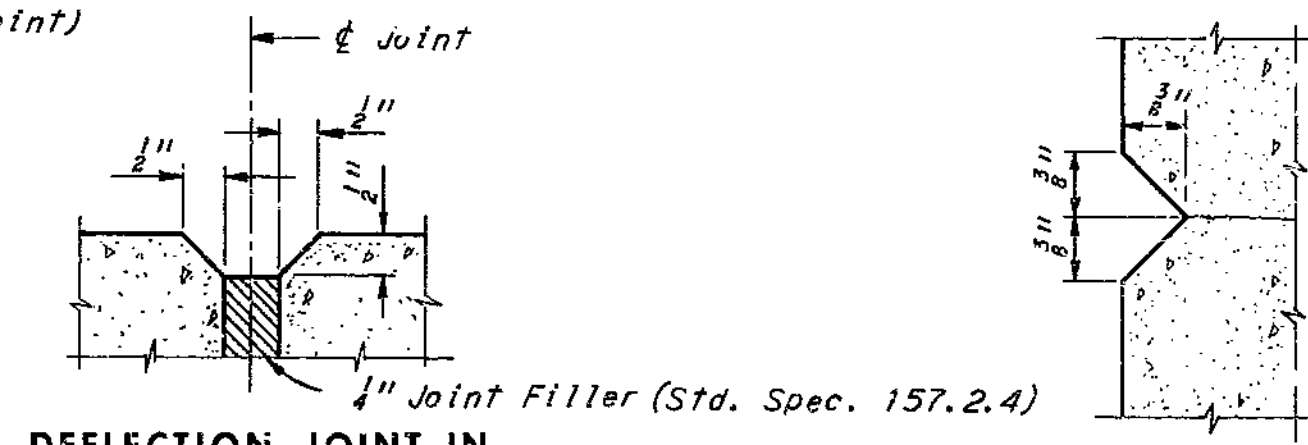 oint)
℄ Joint
1/2"
1/2"
1/2"
1/4" Joint Filler (Std. Spec. 157.2.4)
DEFLECTION JOINT IN
3/8"
3/8"
3/8"